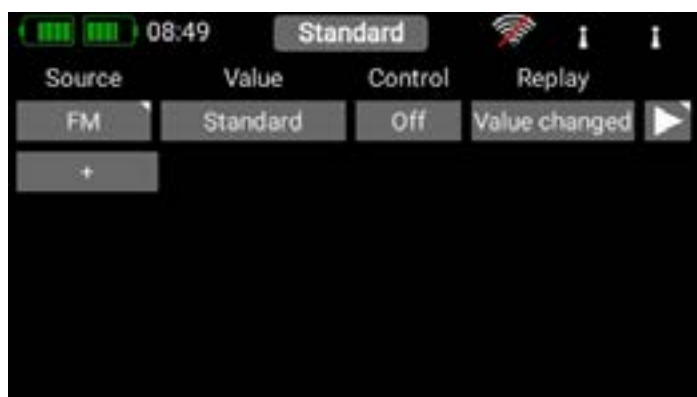 08:49 Standard
Source Value Control Replay
FM Standard Off Value changed
+